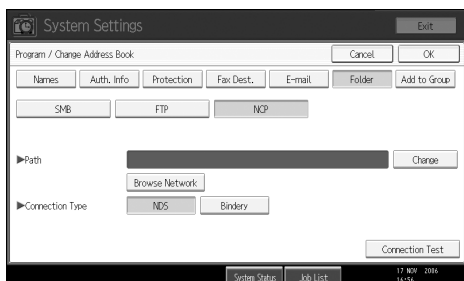 System Settings Exit
Program / Change Address Book Cancel OK
Names Auth. Info Protection Fax Dest. E-mail Folder Add to Group
SMB FTP NCP
▶Path Change
Browse Network
▶Connection Type NDS Bindery
Connection Test
System Status Job List 17 NOV 2006
16:56